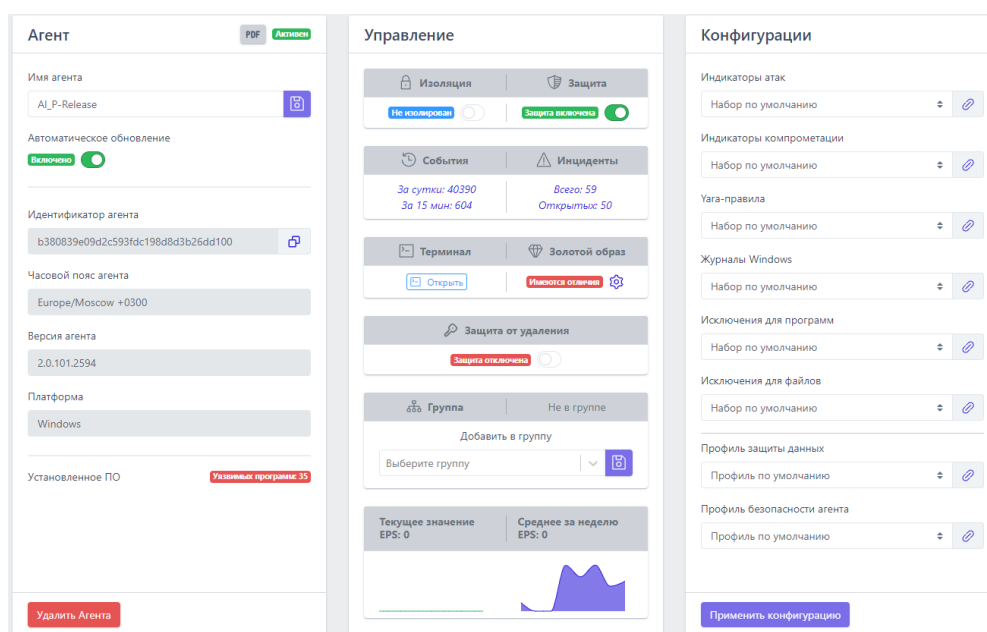 Агент
PDF
Активен
Имя агента
AI_P-Release
Автоматическое обновление
Включено
Идентификатор агента
b380839e09d2c593fdc198d8d3b26dd100
Часовой пояс агента
Europe/Moscow +0300
Версия агента
2.0.101.2594
Платформа
Windows
Установленное ПО
Уязвимых программ: 35
Удалить Агента
Управление
Изоляция
Защита
Не изолирован
Защита включена
События
Инциденты
За сутки: 40390
Всего: 59
За 15 мин: 604
Открытых: 50
Терминал
Золотой образ
Открыть
Имеются отличия
Защита от удаления
Защита отключена
Группа
Не в группе
Добавить в группу
Выберите группу
Текущее значение
EPS: 0
Среднее за неделю
EPS: 0
Конфигурации
Индикаторы атак
Набор по умолчанию
Индикаторы компрометации
Набор по умолчанию
Yara-правила
Набор по умолчанию
Журналы Windows
Набор по умолчанию
Исключения для программ
Набор по умолчанию
Исключения для файлов
Набор по умолчанию
Профиль защиты данных
Профиль по умолчанию
Профиль безопасности агента
Профиль по умолчанию
Применить конфигурацию